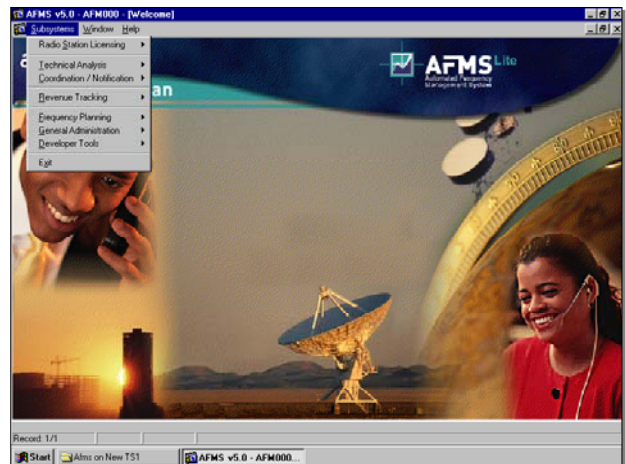 AFMS v5.0 - AFM000 - [Welcome]
Subsystems Window Help
Radio Station Licensing
Technical Analysis
Coordination / Notification
Revenue Tracking
Frequency Planning
General Administration
Developer Tools
Exit
a
an
AFMS Lite
Automated Frequency
Management System
Record: 1/1
Start Afms on New TS1 AFMS v5.0 - AFM000...